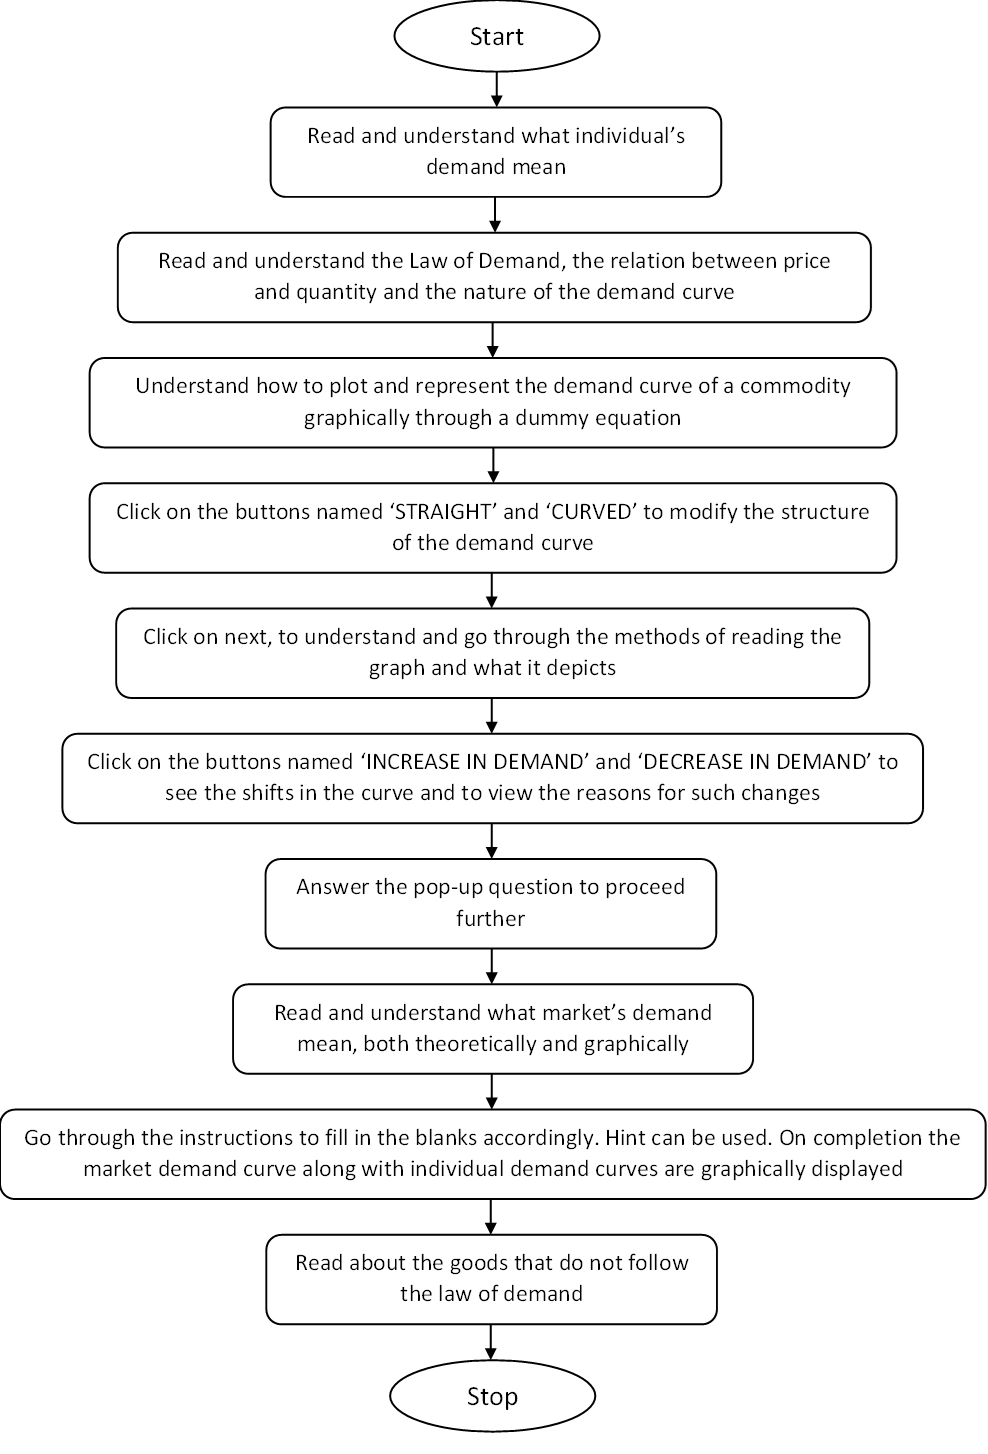 Start
Read and understand what individual’s
demand mean
Read and understand the Law of Demand, the relation between price
and quantity and the nature of the demand curve
Understand how to plot and represent the demand curve of a commodity
graphically through a dummy equation
Click on the buttons named ‘STRAIGHT’ and ‘CURVED’ to modify the structure
of the demand curve
Click on next, to understand and go through the methods of reading the
graph and what it depicts
Click on the buttons named ‘INCREASE IN DEMAND’ and ‘DECREASE IN DEMAND’ to
see the shifts in the curve and to view the reasons for such changes
Answer the pop-up question to proceed
further
Read and understand what market’s demand
mean, both theoretically and graphically
Go through the instructions to fill in the blanks accordingly. Hint can be used. On completion the
market demand curve along with individual demand curves are graphically displayed
Read about the goods that do not follow
the law of demand
Stop